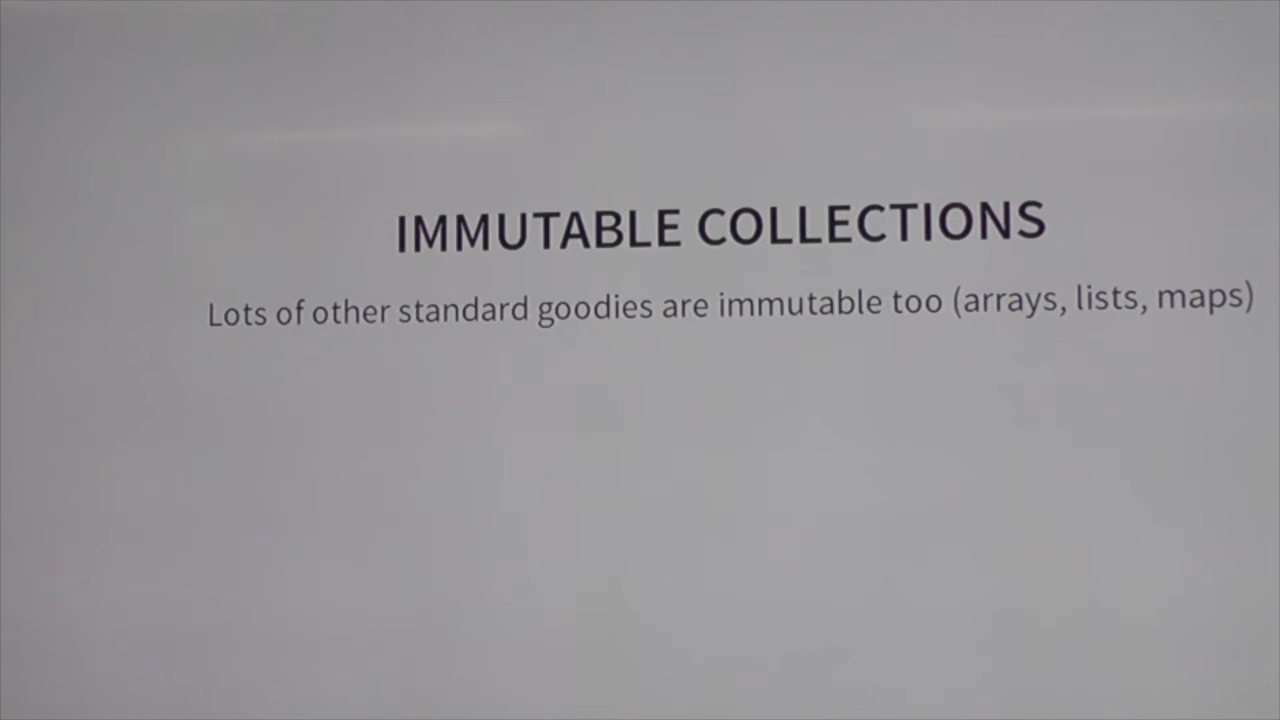 IMMUTABLE COLLECTIONS
Lots of other standard goodies are immutable too (arrays, lists, maps)